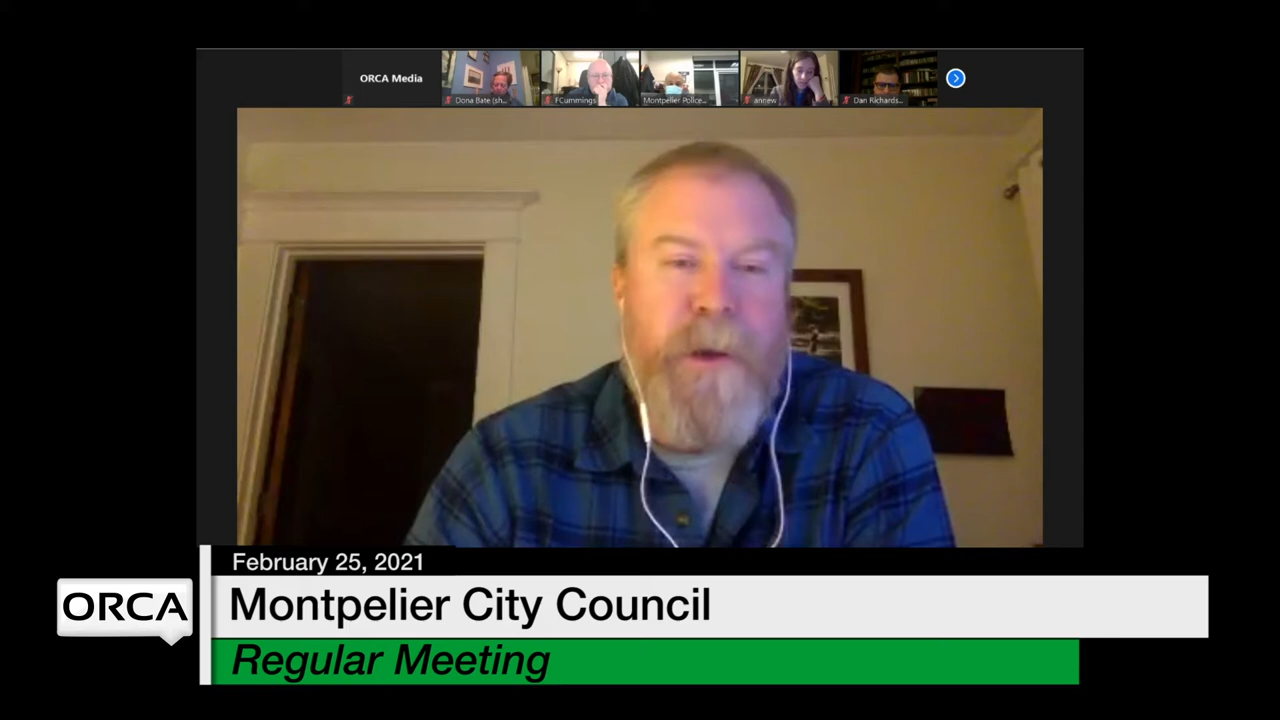 ORCA Media
Dona Bate (sh...
FCummings
Montpelier Police...
annew
Dan Richards...
February 25, 2021
ORCA
Montpelier City Council
Regular Meeting